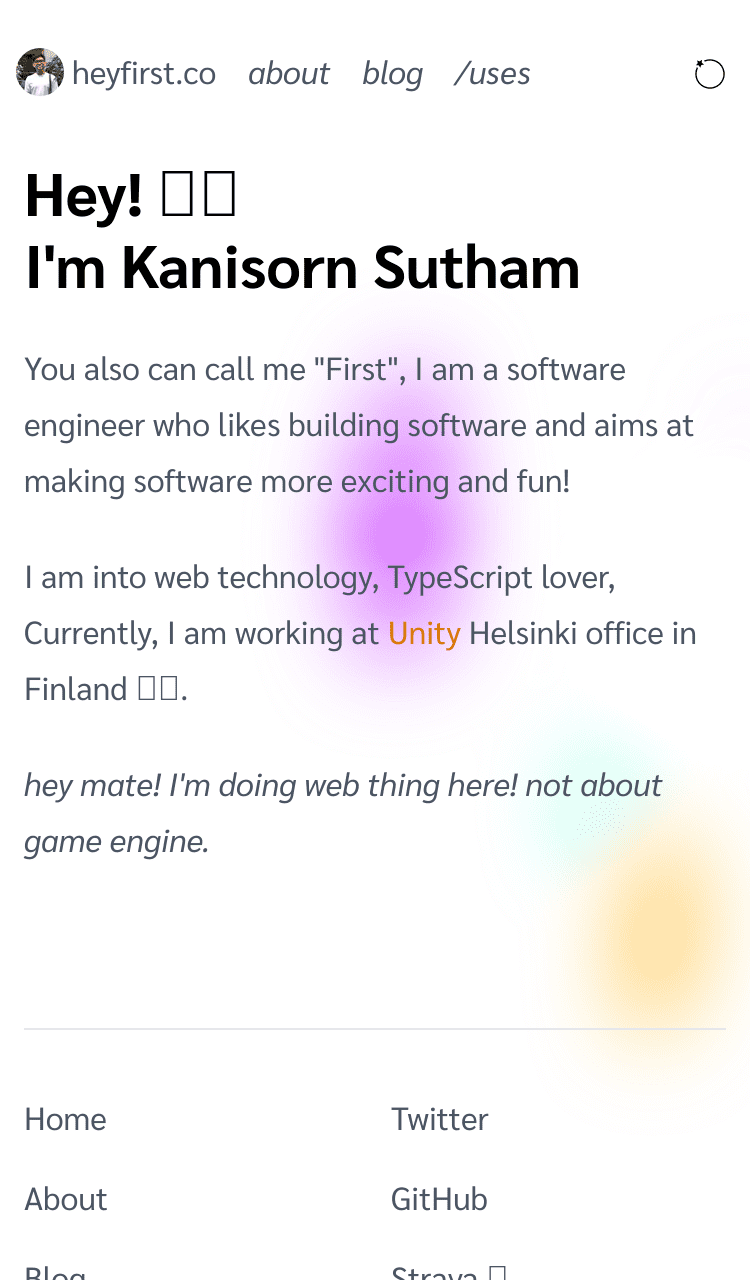 heyfirst.co about blog /uses
Hey! 
I'm Kanisorn Sutham
You also can call me "First", I am a software
engineer who likes building software and aims at
making software more exciting and fun!
I am into web technology, TypeScript lover,
Currently, I am working at Unity Helsinki office in
Finland .
hey mate! I'm doing web thing here! not about
game engine.
Home Twitter
About GitHub
Blog Strava